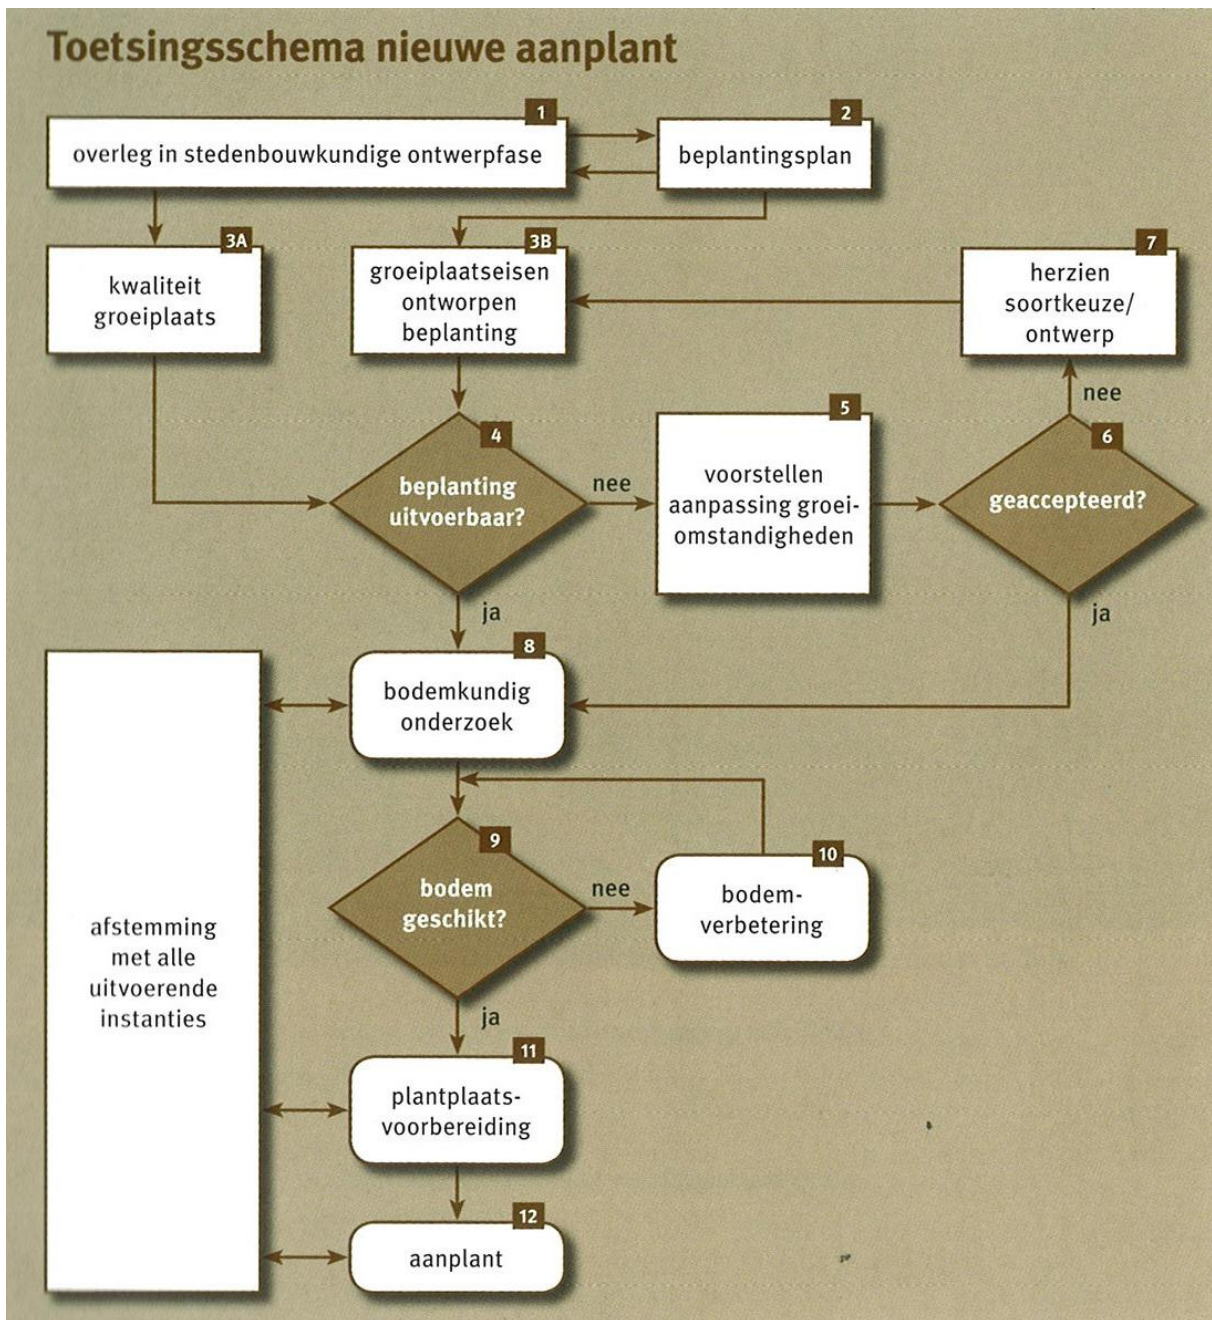 Toetsingsschema nieuwe aanplant
1
overleg in stedenbouwkundige ontwerpfase
2
beplantingsplan
3A
kwaliteit
groeiplaats
3B
groeiplaatseisen
ontworpen
beplanting
7
herzien
soortkeuze/
ontwerp
nee
4
beplanting
uitvoerbaar?
nee
5
voorstellen
aanpassing groei-
omstandigheden
6
geaccepteerd?
ja
ja
8
bodemkundig
onderzoek
9
bodem
geschikt?
nee
10
bodem-
verbetering
afstemming
met alle
uitvoerende
instanties
ja
11
plantplaats-
voorbereiding
12
aanplant